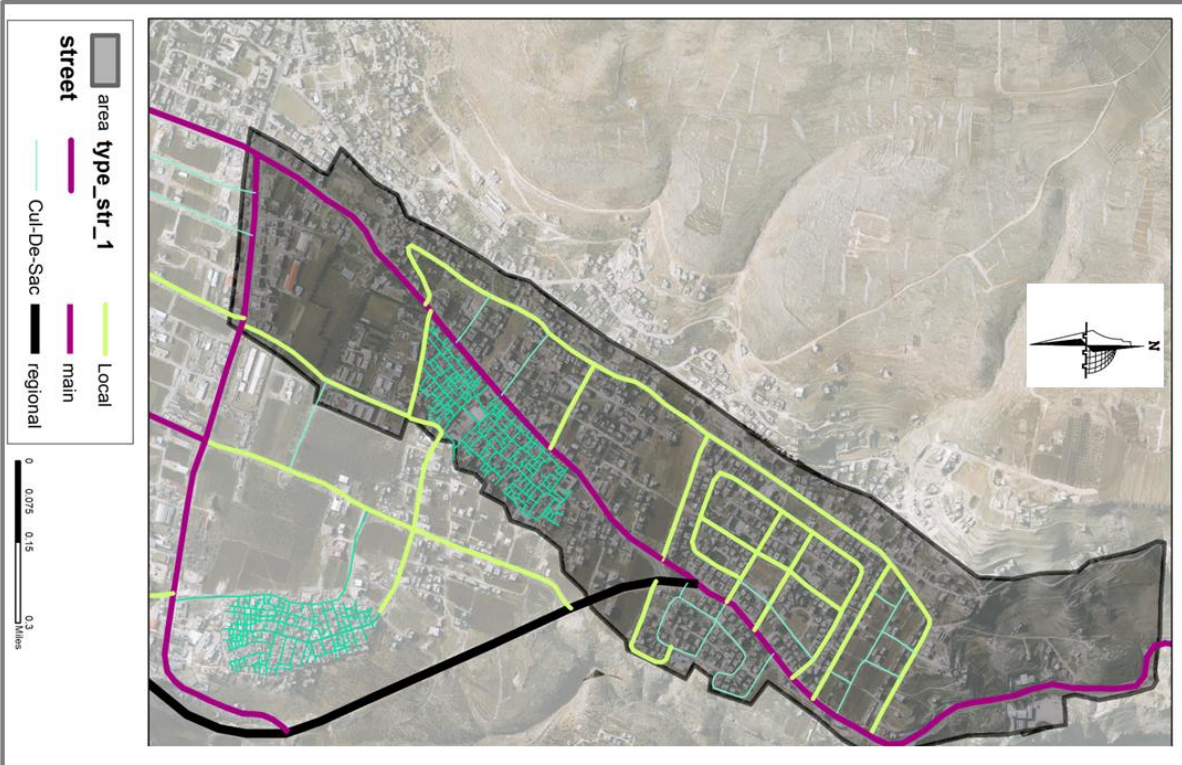 area
street
type_str_1
Cul-De-Sac
Local
main
regional
0 0.075 0.15 0.3
Miles
N